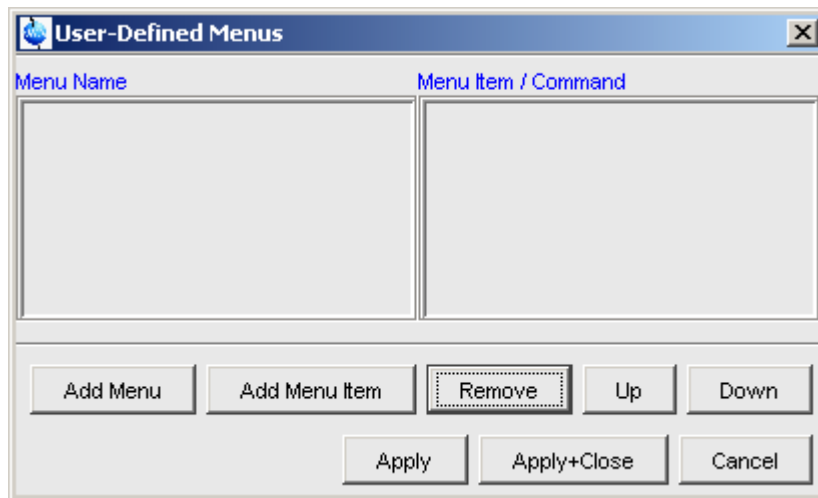 User-Defined Menus
Menu Name Menu Item / Command
Add Menu Add Menu Item Remove Up Down
Apply Apply+Close Cancel